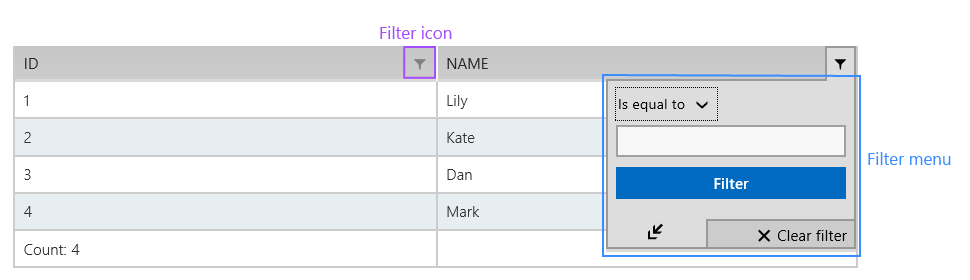 Filter icon
ID NAME
1 Lily
Is equal to
2 Kate
3 Dan
Filter menu
Filter
4 Mark
Clear filter
Count: 4